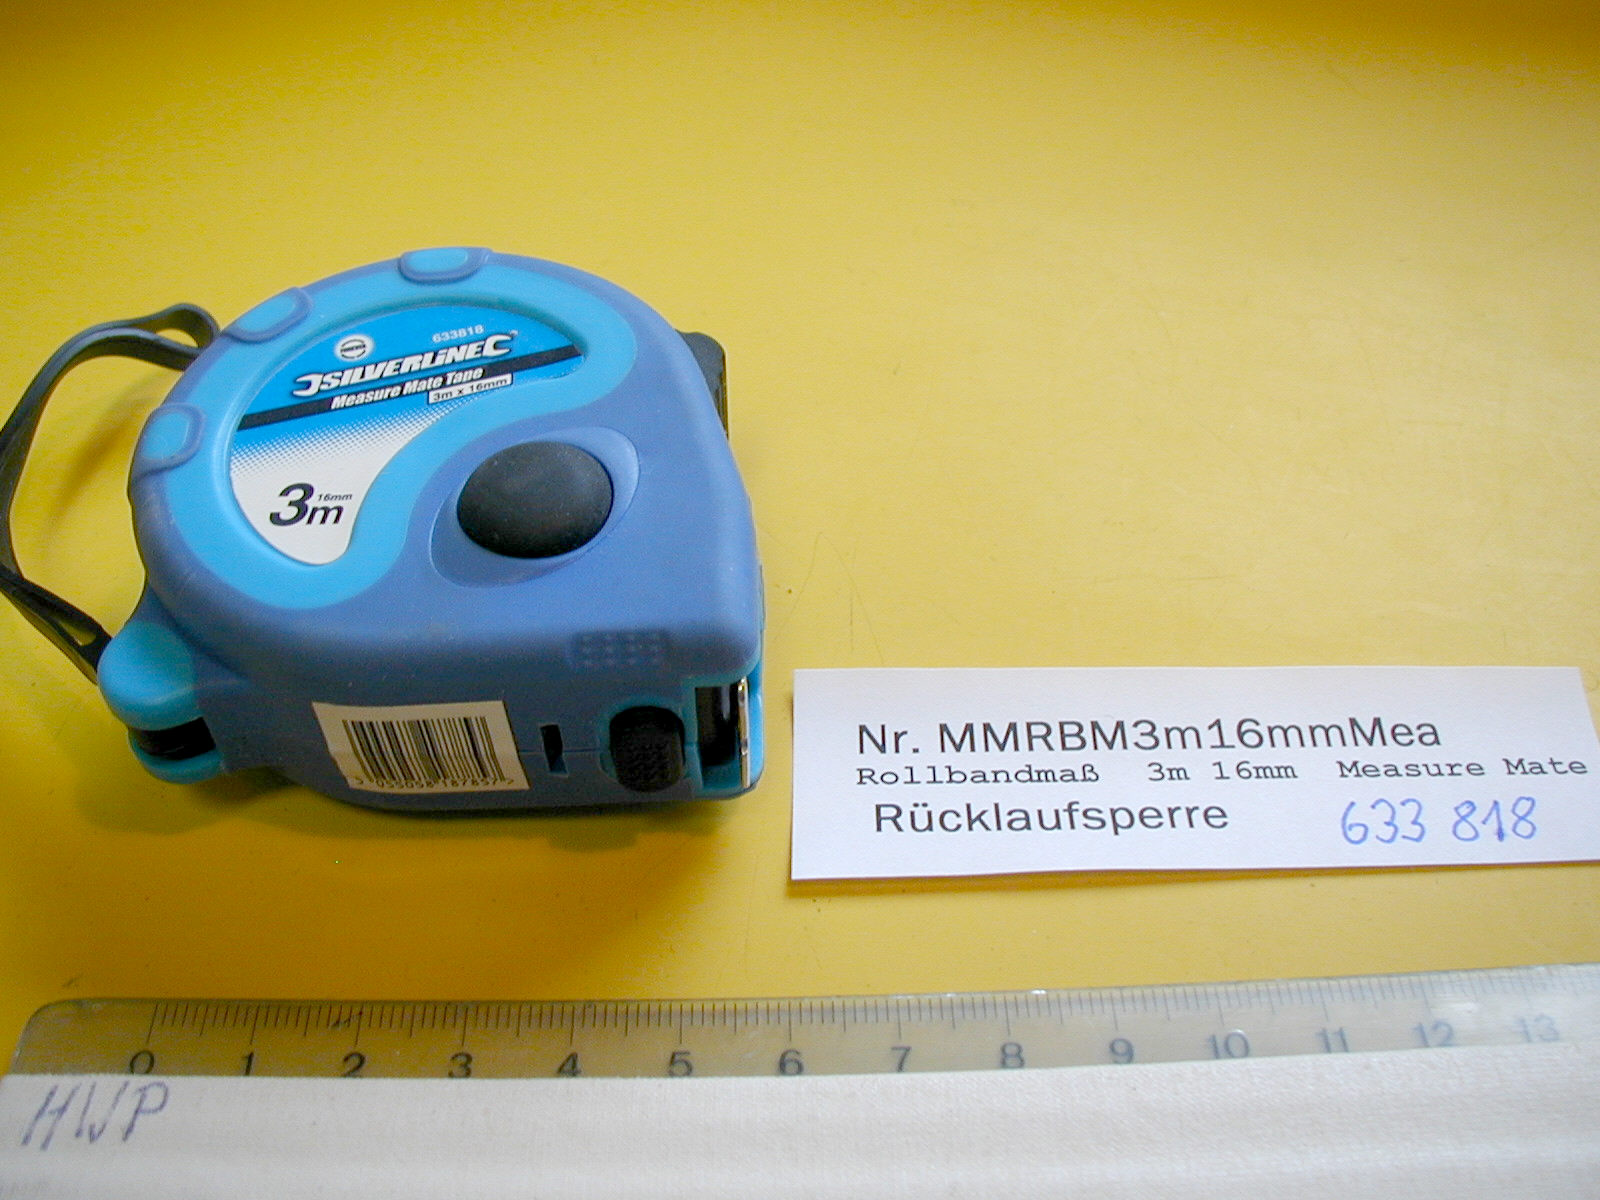 633818
SILVERLINE
Measure Mate Tape
3m x 16mm
16mm
3m
Nr. MMRBM3m16mmMea
Rollbandmaß 3m 16mm Measure Mate
Rücklaufsperre 633 818
0 1 2 3 4 5 6 7 8 9 10 11 12 13
HWP